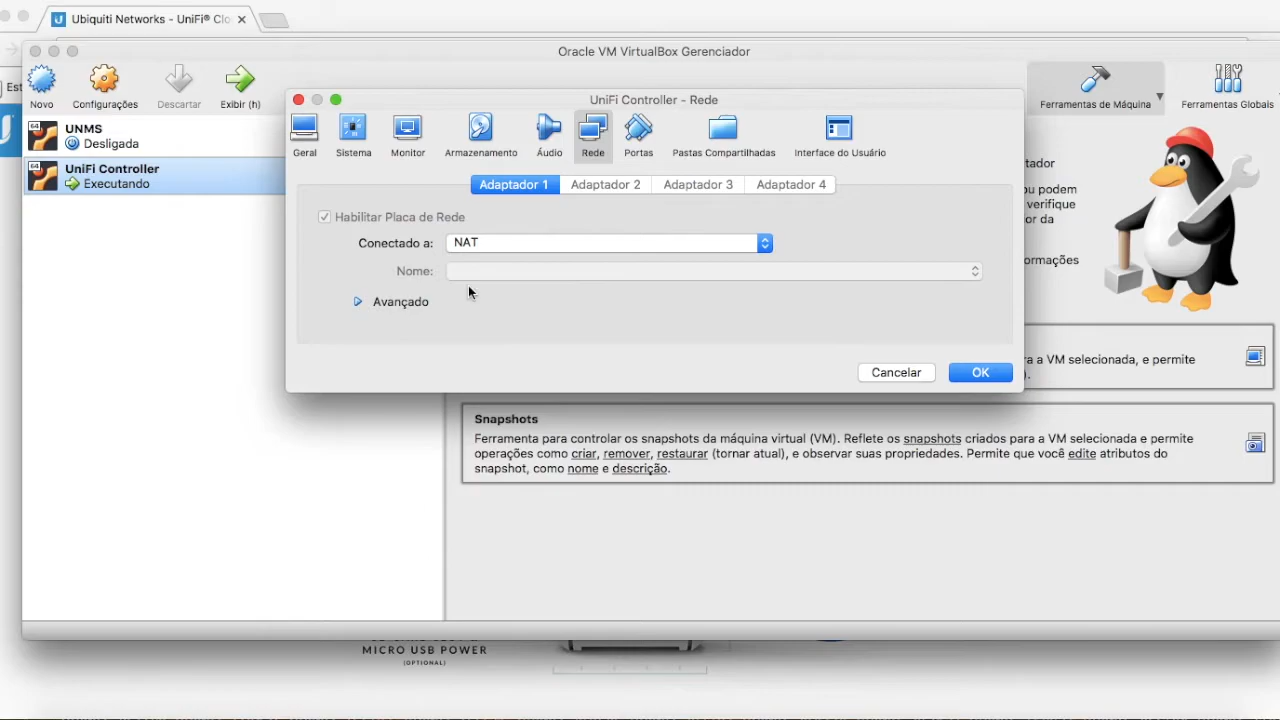 Ubiquiti Networks - UniFi® Clo
Oracle VM VirtualBox Gerenciador
Est
Novo
Configurações
Descartar
Exibir (h)
Ferramentas de Máquina
Ferramentas Globais
64
UNMS
Desligada
64
UniFi Controller
Executando
UniFi Controller - Rede
Geral
Sistema
Monitor
Armazenamento
Áudio
Rede
Portas
Pastas Compartilhadas
Interface do Usuário
Adaptador 1
Adaptador 2
Adaptador 3
Adaptador 4
Habilitar Placa de Rede
Conectado a:
NAT
Nome:
Avançado
Cancelar
OK
tador
ou podem
verifique
or da
ormações
ra a VM selecionada, e permite
).
Snapshots
Ferramenta para controlar os snapshots da máquina virtual (VM). Reflete os snapshots criados para a VM selecionada e permite
operações como criar, remover, restaurar (tornar atual), e observar suas propriedades. Permite que você edite atributos do
snapshot, como nome e descrição.
MICRO USB POWER
(OPTIONAL)